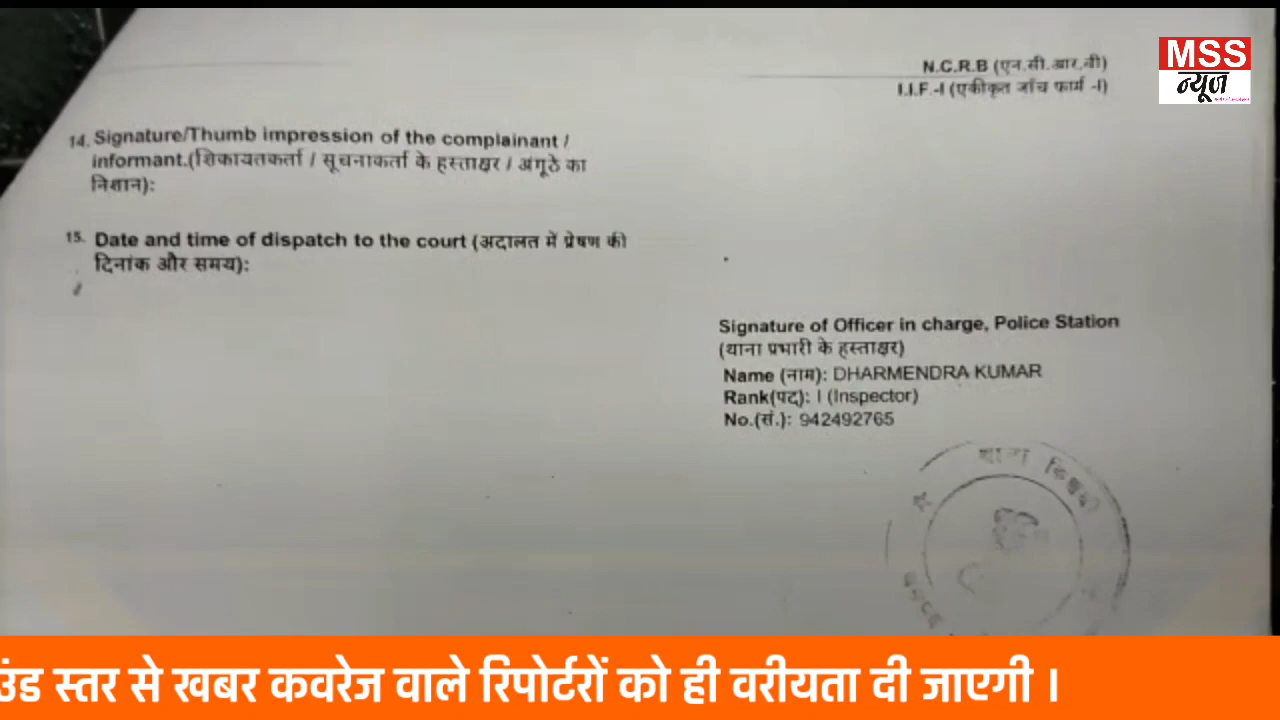 MSS
न्यूज
N.C.R.B (एन.सी.आर.बी)
I.I.F.-I (एकीकृत जाँच फार्म -I)
14. Signature/Thumb impression of the complainant /
informant.(शिकायतकर्ता / सूचनाकर्ता के हस्ताक्षर / अंगूठे का
निशान):
15. Date and time of dispatch to the court (अदालत में प्रेषण की
दिनांक और समय):
Signature of Officer in charge, Police Station
(थाना प्रभारी के हस्ताक्षर)
Name (नाम): DHARMENDRA KUMAR
Rank(पद): I (Inspector)
No.(सं.): 942492765
थाना
उंड स्तर से खबर कवरेज वाले रिपोर्टरों को ही वरीयता दी जाएगी ।